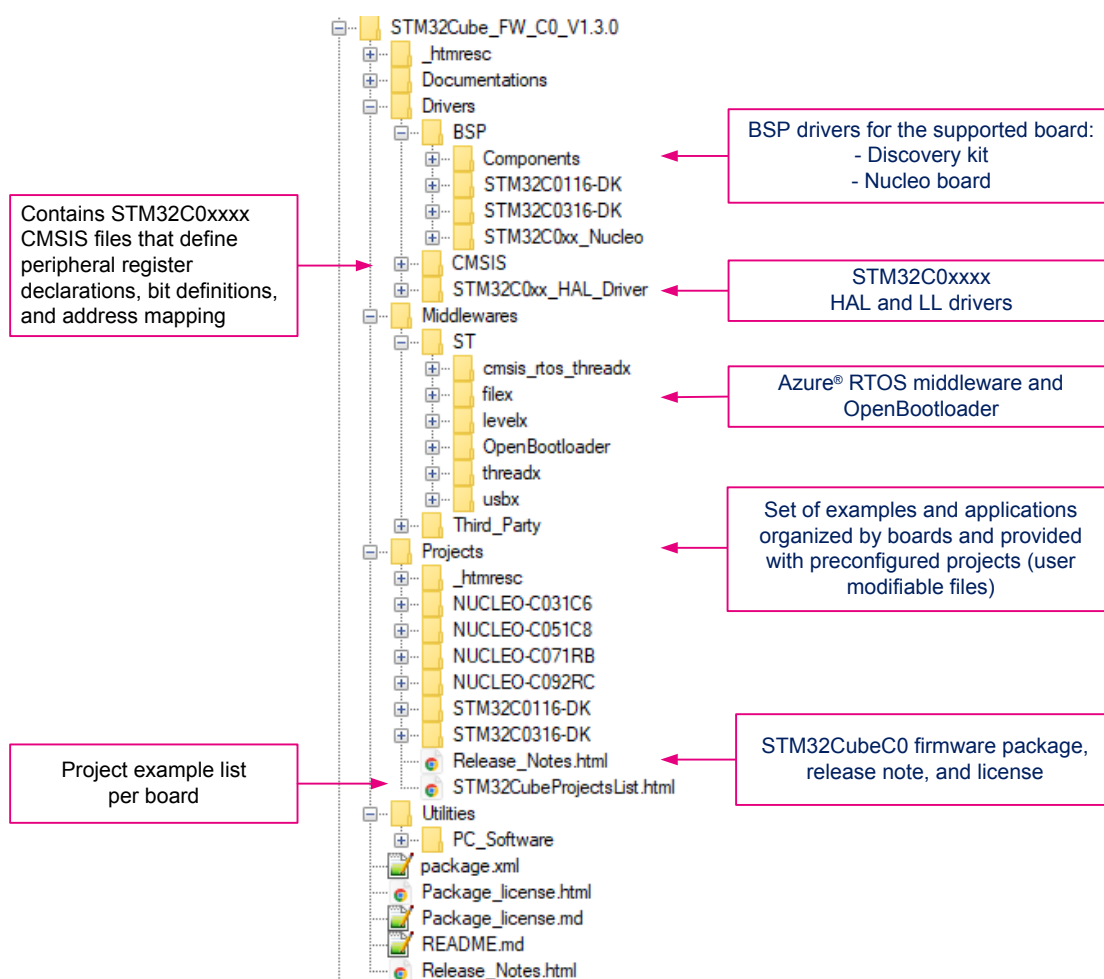 STM32Cube_FW_C0_V1.3.0
_htmresc
Documentations
Drivers
BSP
Components
STM32C0116-DK
STM32C0316-DK
STM32C0xx_Nucleo
CMSIS
STM32C0xx_HAL_Driver
Middlewares
ST
cmsis_rtos_threadx
filex
levelx
OpenBootloader
threadx
usbx
Third_Party
Projects
_htmresc
NUCLEO-C031C6
NUCLEO-C051C8
NUCLEO-C071RB
NUCLEO-C092RC
STM32C0116-DK
STM32C0316-DK
Release_Notes.html
STM32CubeProjectsList.html
Utilities
PC_Software
package.xml
Package_license.html
Package_license.md
README.md
Release_Notes.html
Contains STM32C0xxxx
CMSIS files that define
peripheral register
declarations, bit definitions,
and address mapping
Project example list
per board
BSP drivers for the supported board:
- Discovery kit
- Nucleo board
STM32C0xxxx
HAL and LL drivers
Azure® RTOS middleware and
OpenBootloader
Set of examples and applications
organized by boards and provided
with preconfigured projects (user
modifiable files)
STM32CubeC0 firmware package,
release note, and license